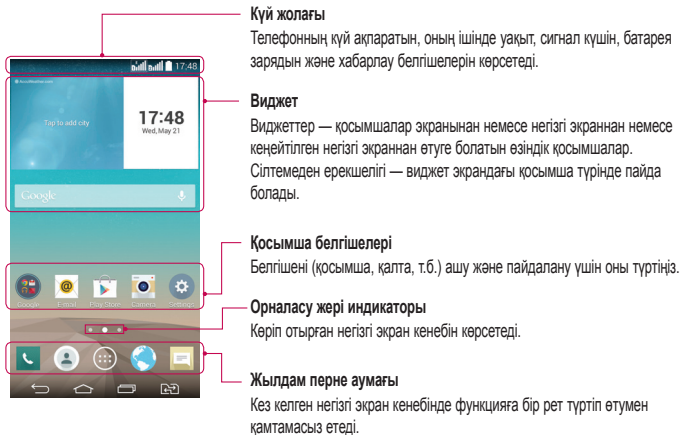 Күй жолағы
Телефонның күй ақпаратын, оның ішінде уақыт, сигнал күшін, батарея
зарядын және хабарлау белгішелерін көрсетеді.
17:48
AccuWeather.com
Tap to add city
17:48
Wed, May 21
Google
Виджет
Виджеттер — қосымшалар экранынан немесе негізгі экраннан немесе
кеңейтілген негізгі экраннан өтуге болатын өзіндік қосымшалар.
Сілтемеден ерекшелігі — виджет экрандағы қосымша түрінде пайда
болады.
Қосымша белгішелері
Белгішені (қосымша, қалта, т.б.) ашу және пайдалану үшін оны түртіңіз.
Google E-mail Play Store Camera Settings
Орналасу жері индикаторы
Көріп отырған негізгі экран кенебін көрсетеді.
Жылдам перне аумағы
Кез келген негізгі экран кенебінде функцияға бір рет түртіп өтумен
қамтамасыз етеді.